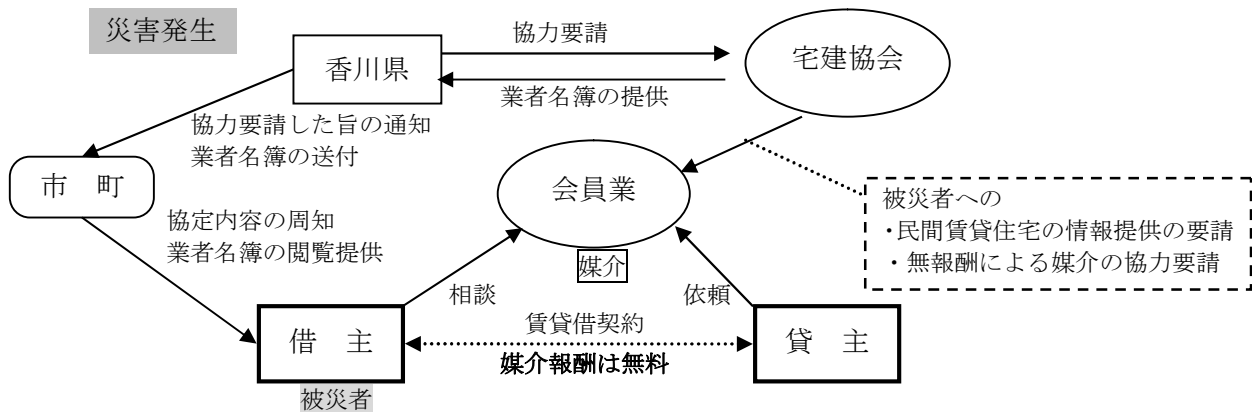 災害発生
協力要請
香川県
宅建協会
業者名簿の提供
協力要請した旨の通知
業者名簿の送付
市 町
会員業
被災者への
・民間賃貸住宅の情報提供の要請
・無報酬による媒介の協力要請
協定内容の周知
業者名簿の閲覧提供
媒介
相談
依頼
賃貸借契約
借 主
貸 主
媒介報酬は無料
被災者